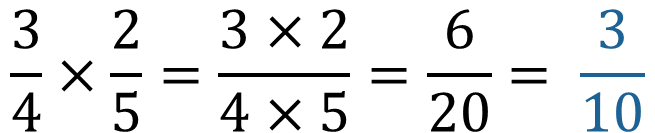 3/4 × 2/5 = (3 × 2)/(4 × 5) = 6/20 = 3/10